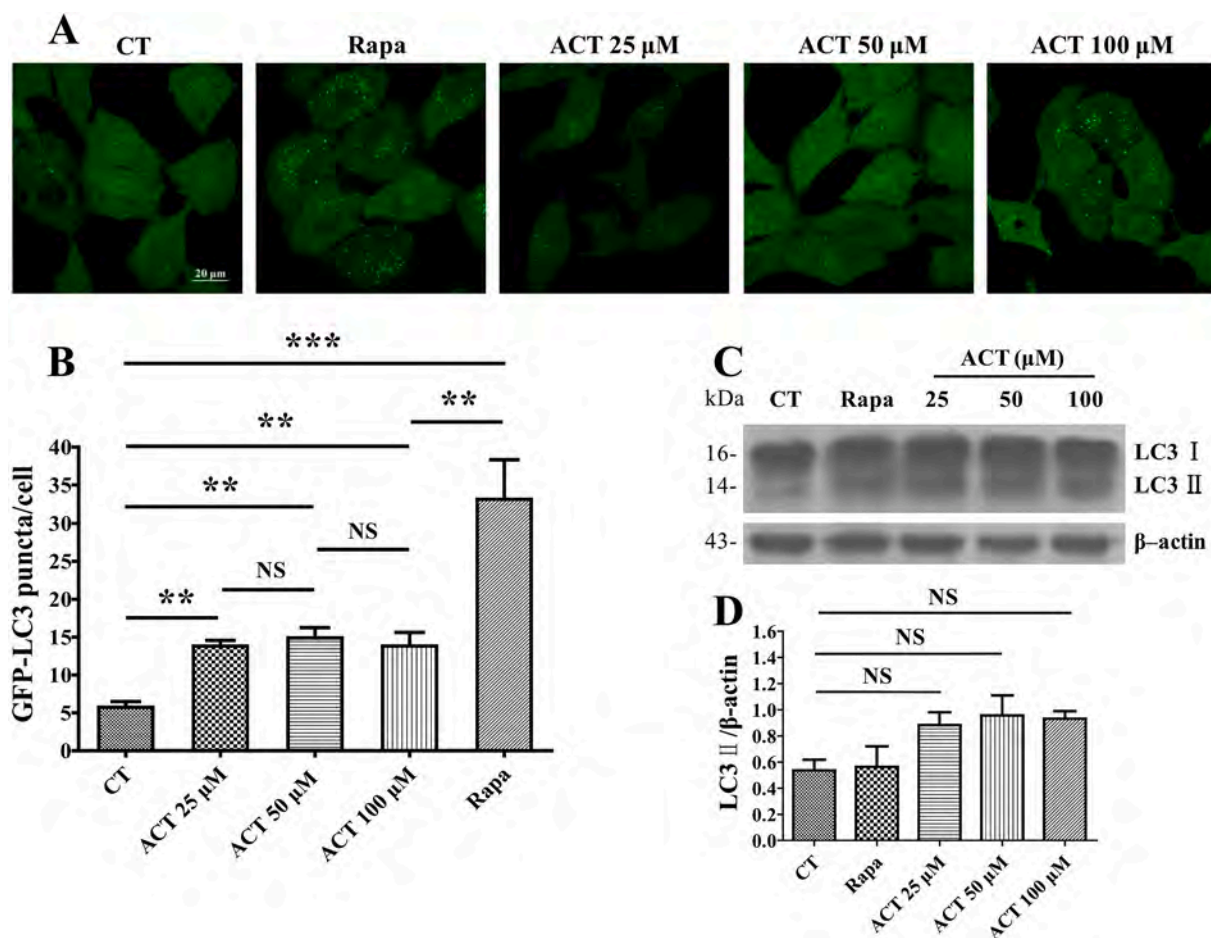 A
CT
Rapa
ACT 25 μM
ACT 50 μM
ACT 100 μM
20 μm
B
***
**
**
**
NS
NS
**
GFP-LC3 puncta/cell
40
35
30
25
20
15
10
5
0
CT
ACT 25 μM
ACT 50 μM
ACT 100 μM
Rapa
C
ACT (μM)
kDa CT Rapa 25 50 100
16- LC3 Ⅰ
14- LC3 Ⅱ
43- β–actin
D
NS
NS
NS
LC3 Ⅱ/β-actin
1.6
1.4
1.2
1.0
0.8
0.6
0.4
0.2
0.0
CT
Rapa
ACT 25 μM
ACT 50 μM
ACT 100 μM